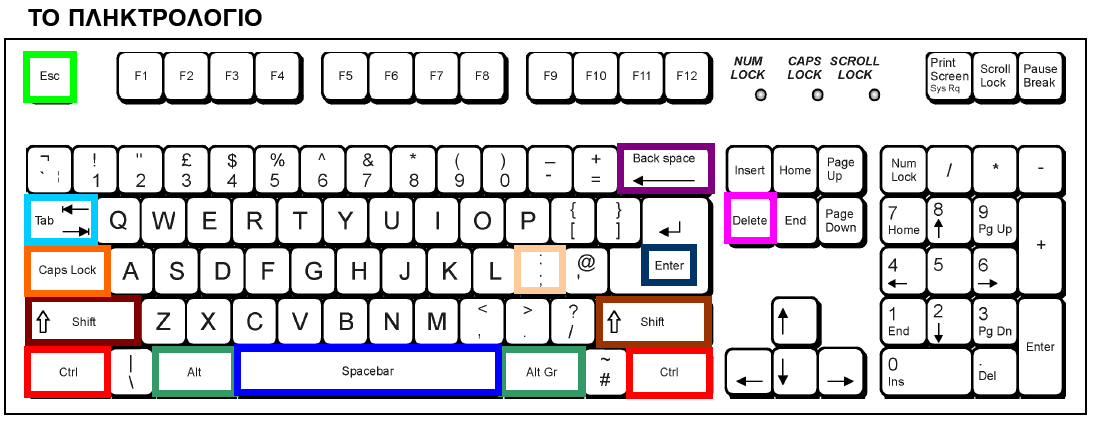 ΤΟ ΠΛΗΚΤΡΟΛΟΓΙΟ
Esc F1 F2 F3 F4 F5 F6 F7 F8 F9 F10 F11 F12 NUM LOCK CAPS LOCK SCROLL LOCK Print Screen Sys Rq Scroll Lock Pause Break
¬ ` ¦ ! 1 " 2 £ 3 $ 4 % 5 ^ 6 & 7 * 8 ( 9 ) 0 _ - + = Back space ← Insert Home Page Up Num Lock / * -
Tab Q W E R T Y U I O P { [ } ] ↵ Delete End Page Down 7 Home 8 ↑ 9 Pg Up +
Caps Lock A S D F G H J K L : ; @ ' Enter 4 ← 5 6 →
⇧ Shift Z X C V B N M < , > . ? / ⇧ Shift ↑ 1 End 2 ↓ 3 Pg Dn Enter
Ctrl | \ Alt Spacebar Alt Gr ~ # Ctrl ← ↓ → 0 Ins . Del